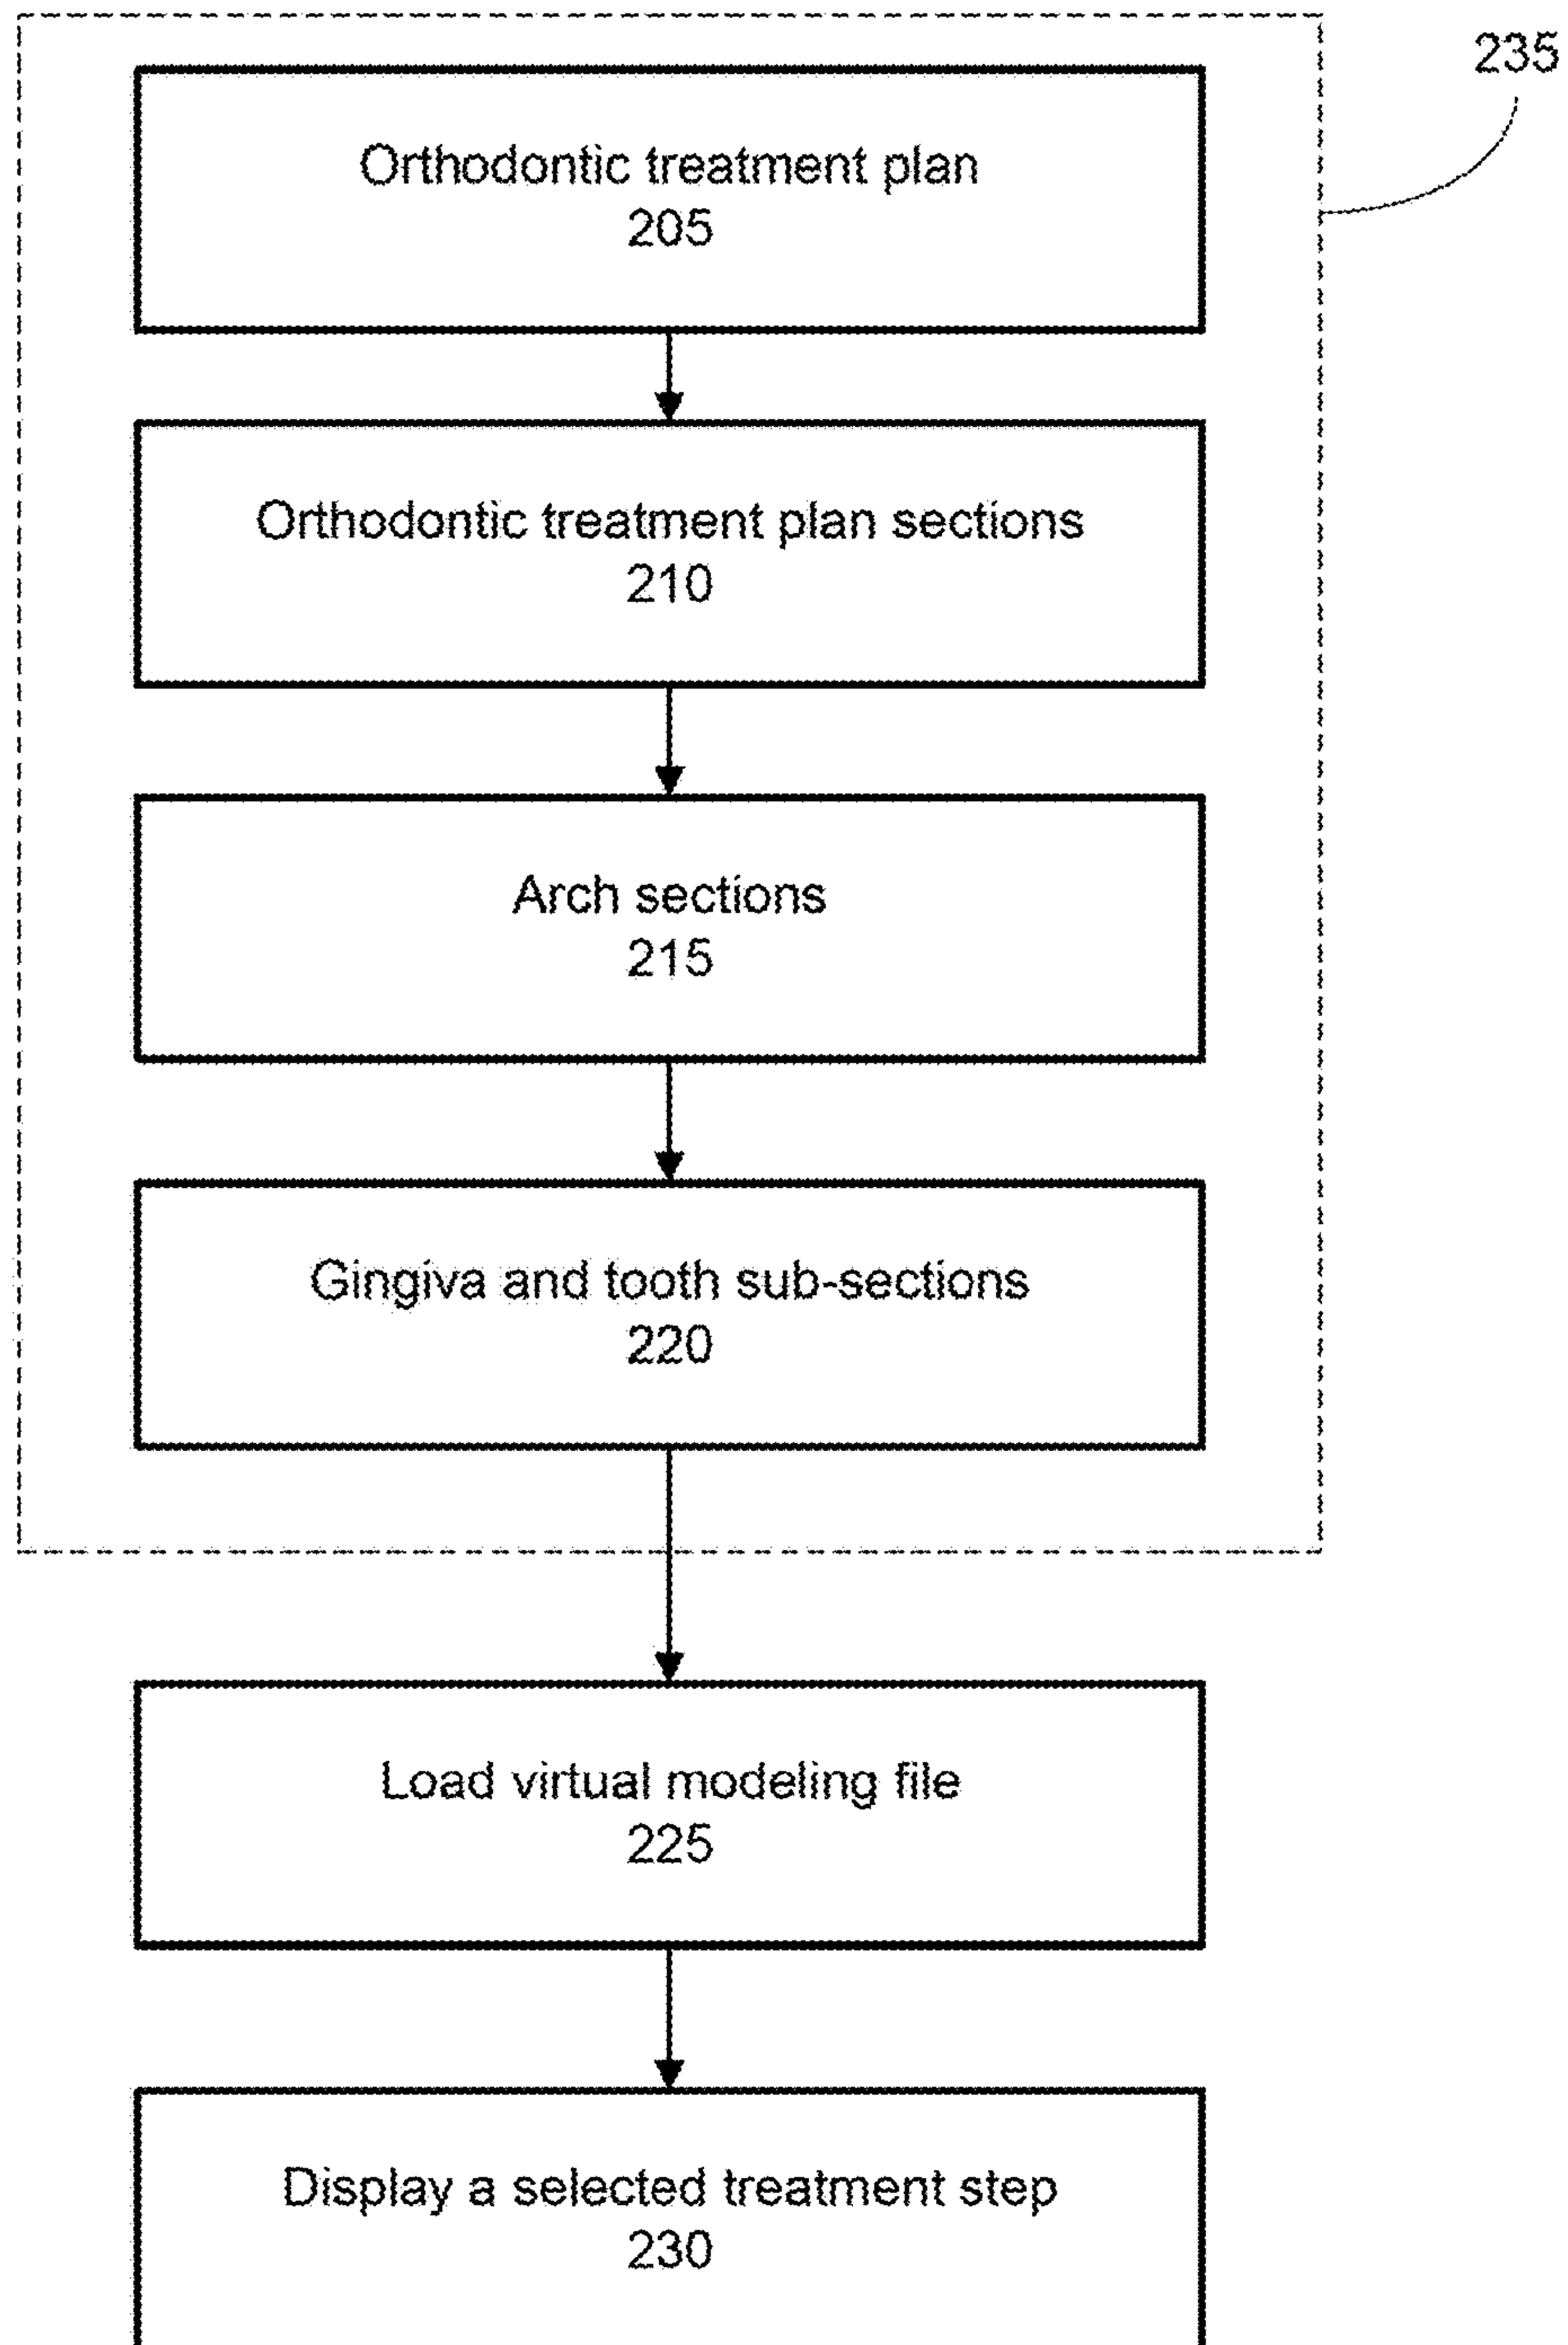 235
Orthodontic treatment plan
205
Orthodontic treatment plan sections
210
Arch sections
215
Gingiva and tooth sub-sections
220
Load virtual modeling file
225
Display a selected treatment step
230